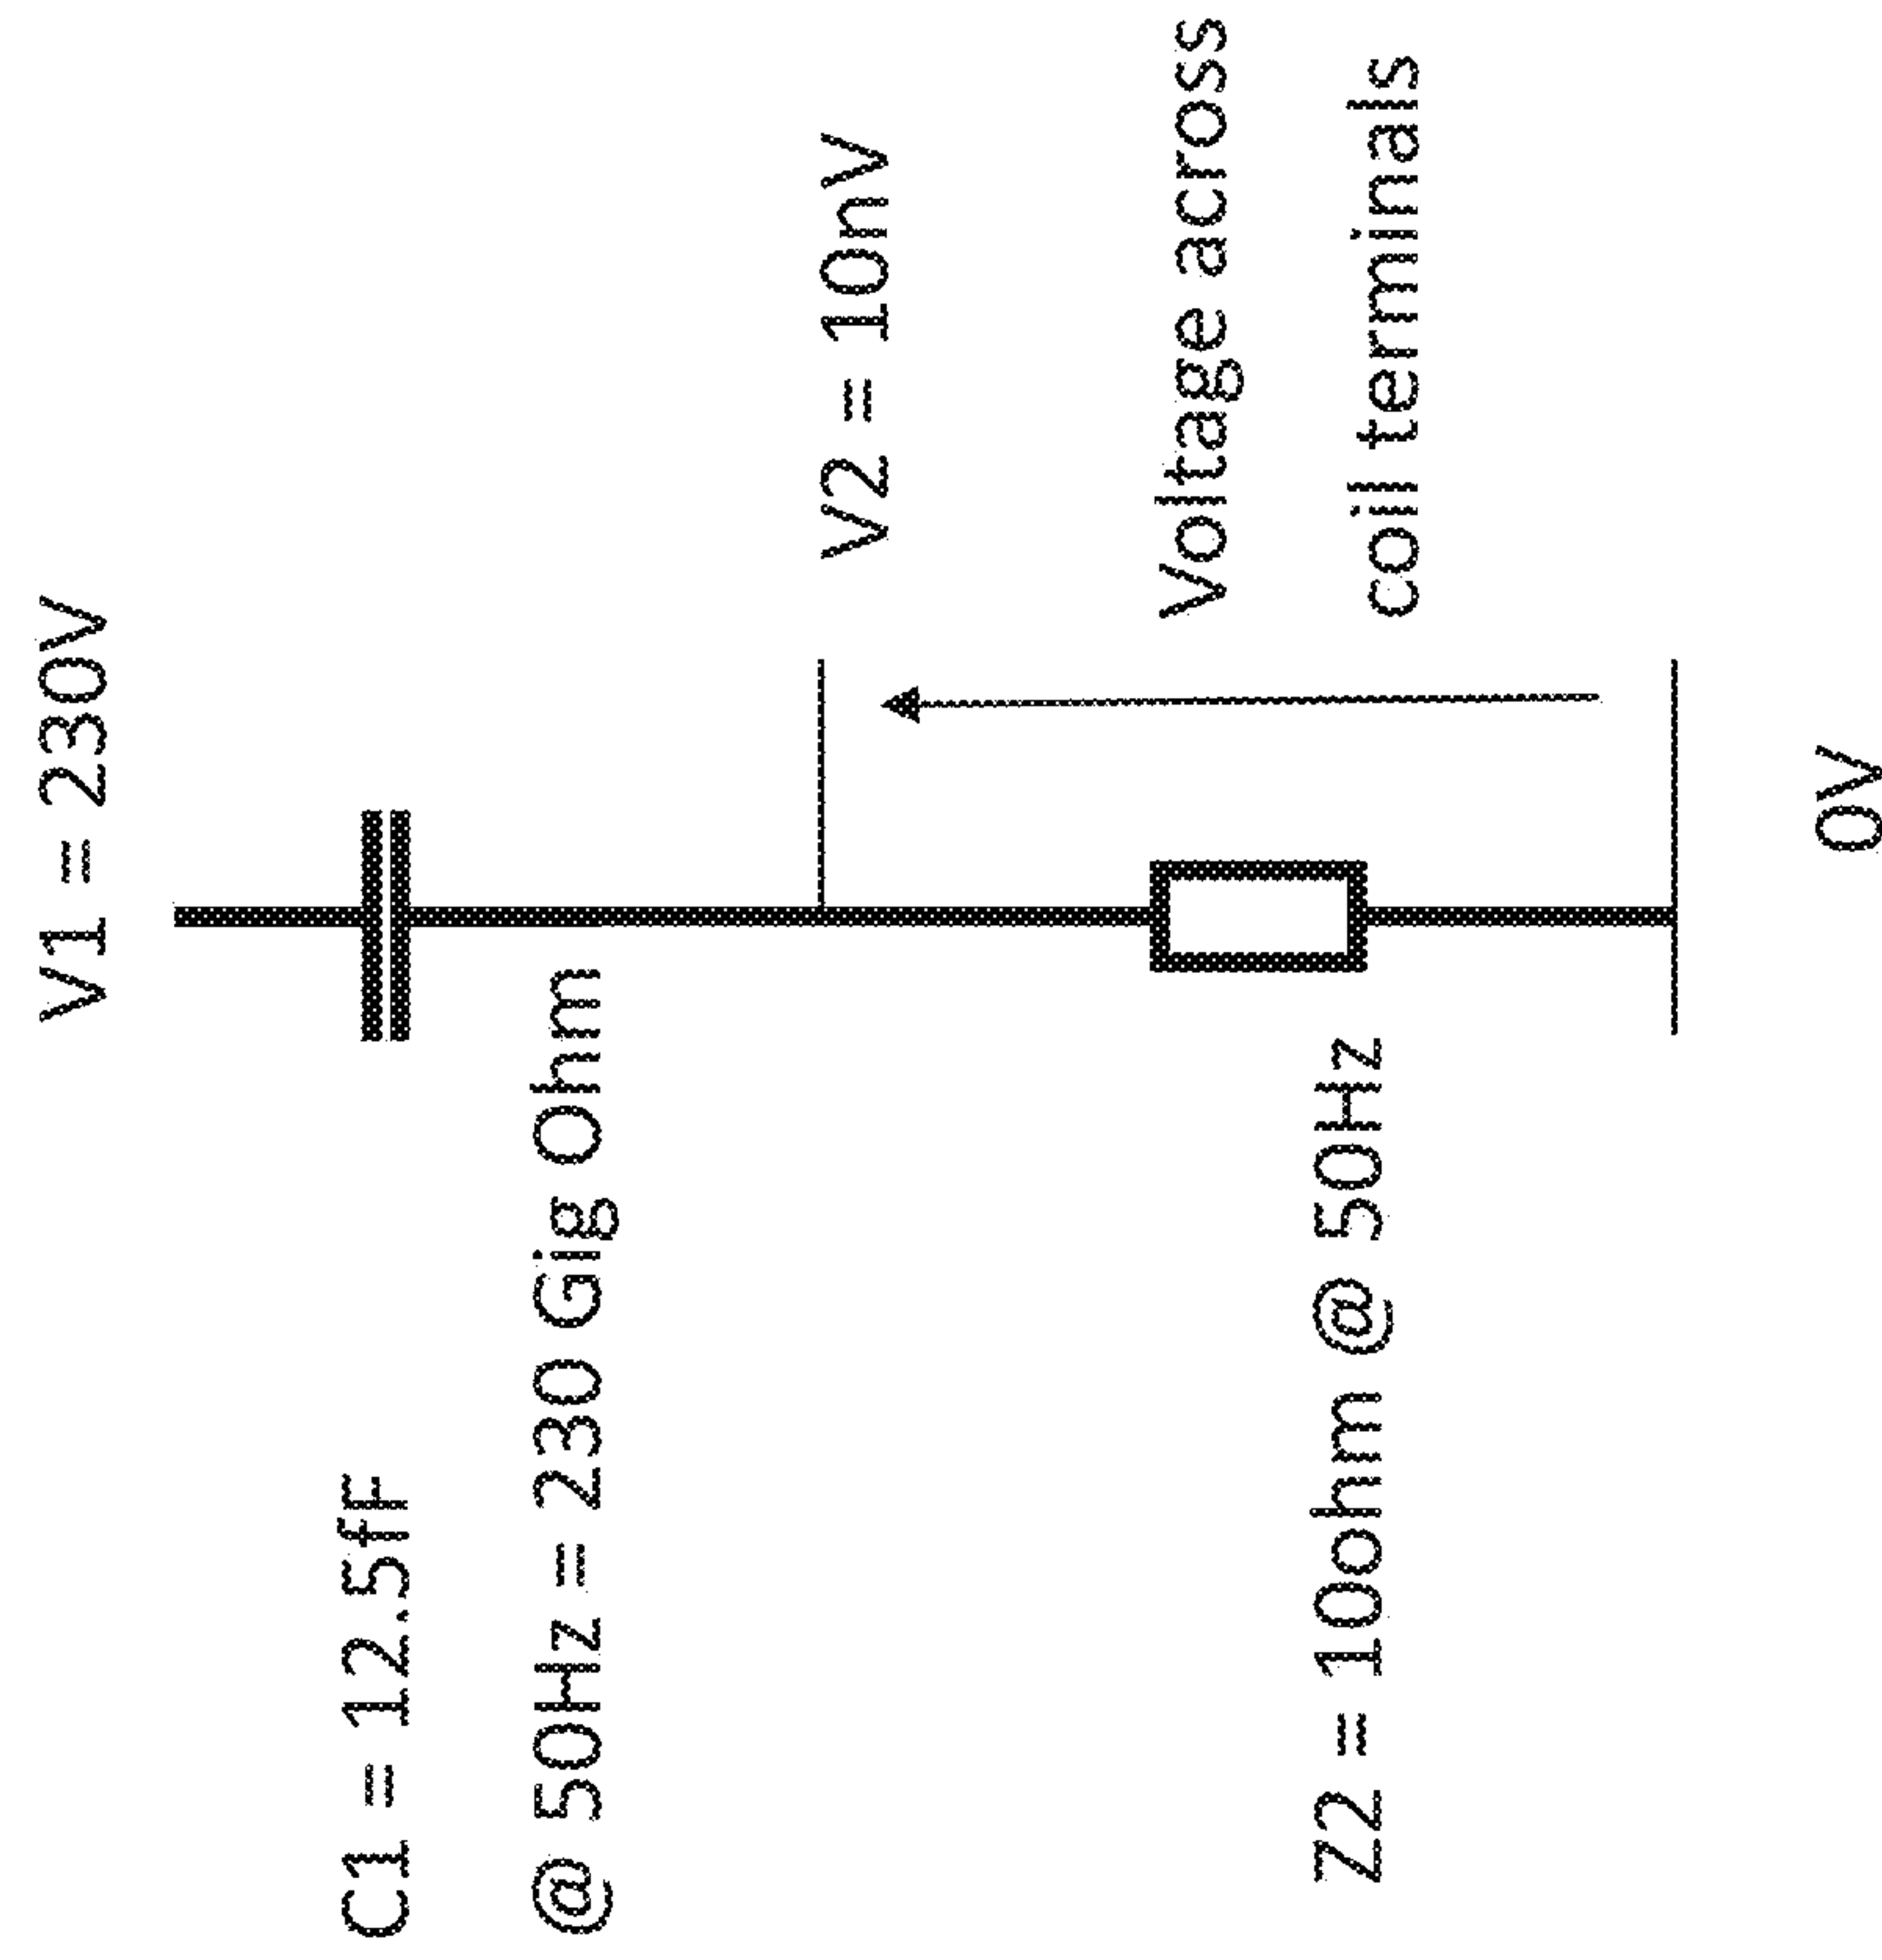 V1 = 230V
C1 = 12.5fF
@ 50Hz = 230 Gig Ohm
V2 = 10nV
Voltage across
coil terminals
Z2 = 10ohm @ 50Hz
0V